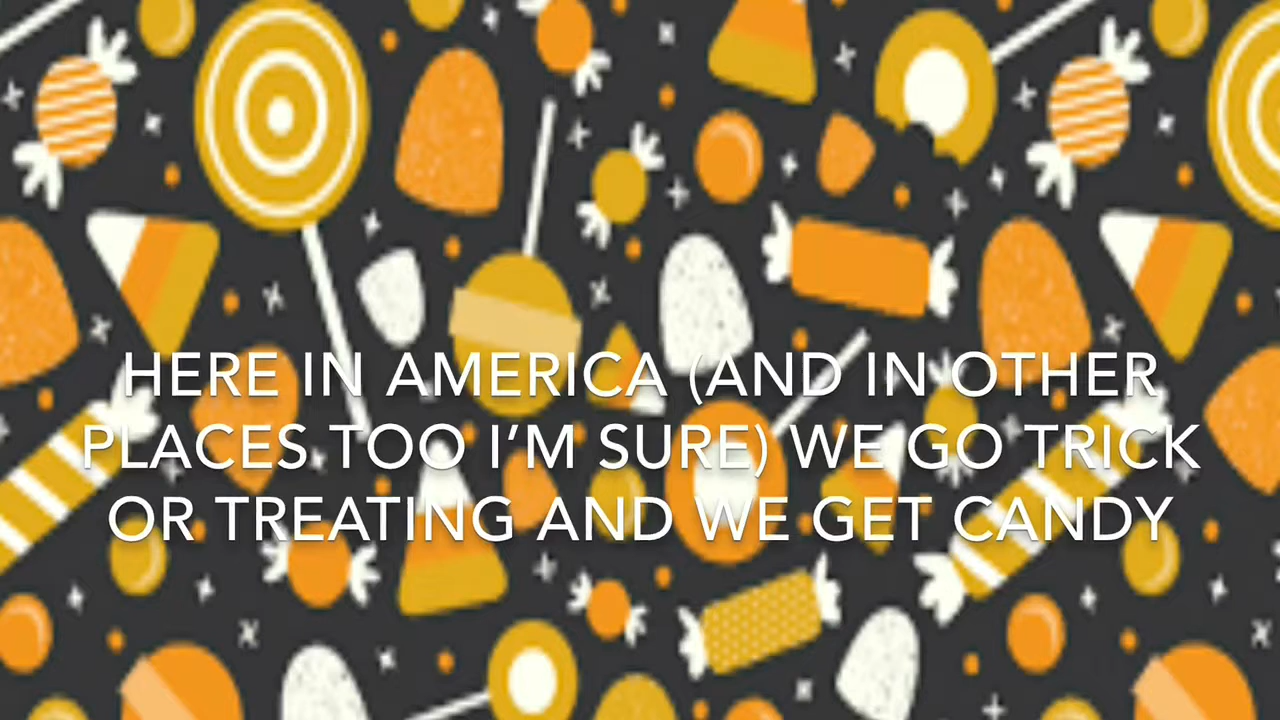 HERE IN AMERICA (AND IN OTHER
PLACES TOO I’M SURE) WE GO TRICK
OR TREATING AND WE GET CANDY